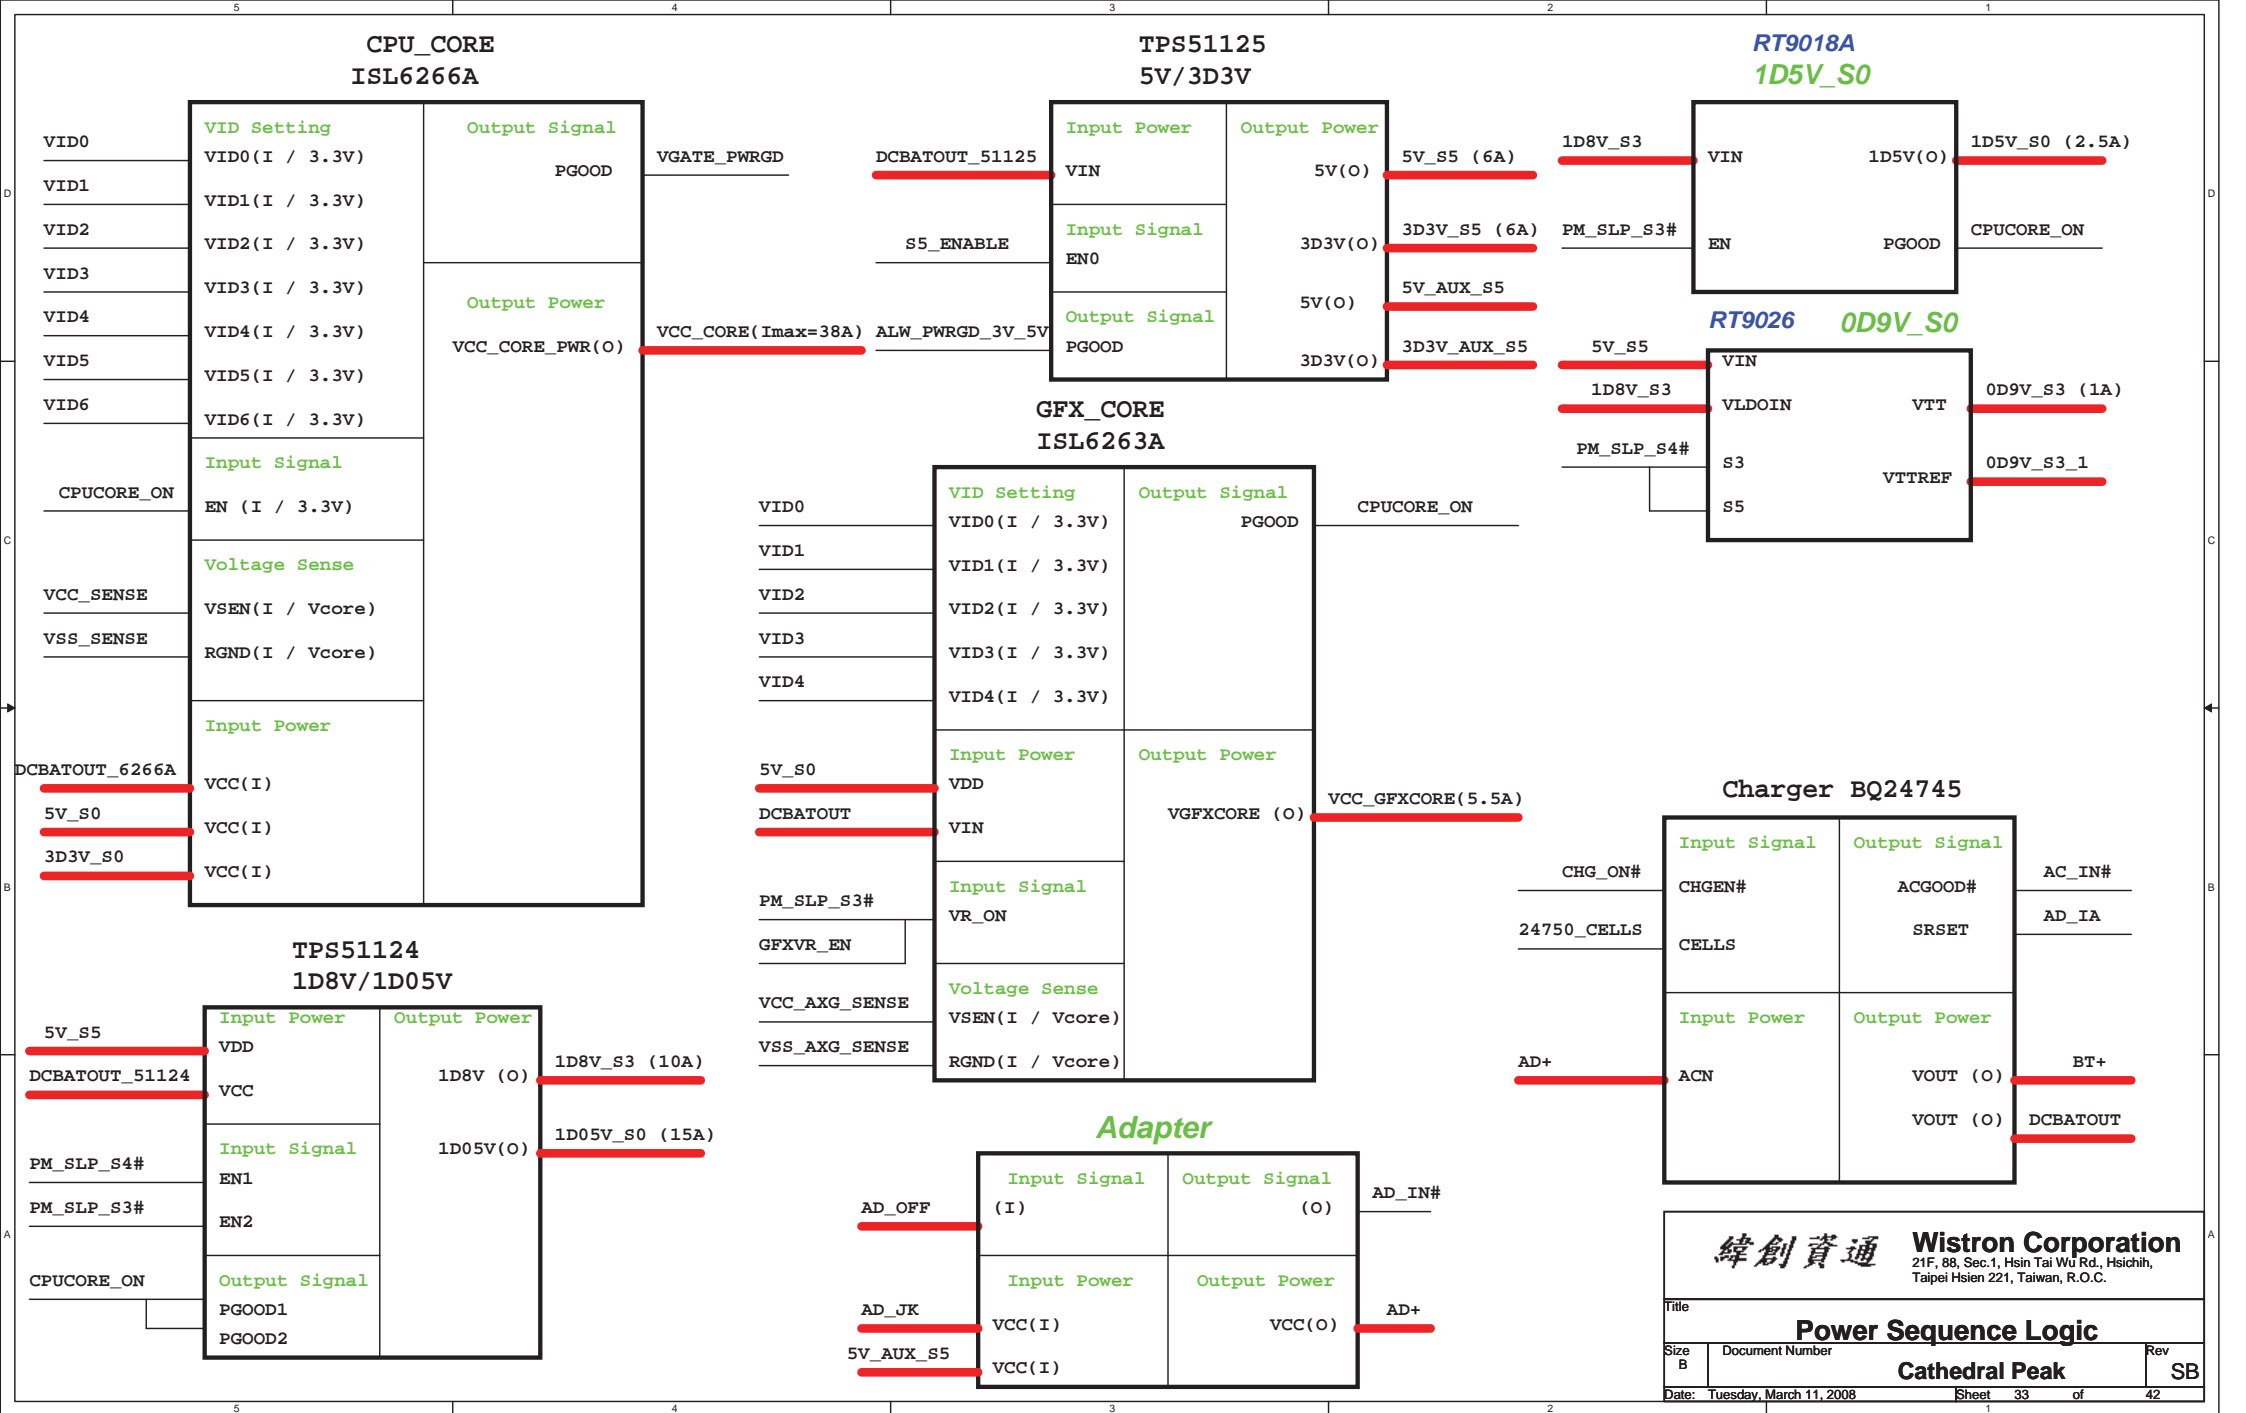 5 4 3 2 1
D
C
B
A
CPU_CORE
ISL6266A
VID0
VID1
VID2
VID3
VID4
VID5
VID6
CPUCORE_ON
VCC_SENSE
VSS_SENSE
DCBATOUT_6266A
5V_S0
3D3V_S0
VID Setting
VID0(I / 3.3V)
VID1(I / 3.3V)
VID2(I / 3.3V)
VID3(I / 3.3V)
VID4(I / 3.3V)
VID5(I / 3.3V)
VID6(I / 3.3V)
Input Signal
EN (I / 3.3V)
Voltage Sense
VSEN(I / Vcore)
RGND(I / Vcore)
Input Power
VCC(I)
VCC(I)
VCC(I)
Output Signal
PGOOD
Output Power
VCC_CORE_PWR(O)
VGATE_PWRGD
VCC_CORE(Imax=38A)
TPS51124
1D8V/1D05V
5V_S5
DCBATOUT_51124
PM_SLP_S4#
PM_SLP_S3#
CPUCORE_ON
Input Power
VDD
VCC
Input Signal
EN1
EN2
Output Signal
PGOOD1
PGOOD2
Output Power
1D8V (O)
1D05V(O)
1D8V_S3 (10A)
1D05V_S0 (15A)
TPS51125
5V/3D3V
DCBATOUT_51125
S5_ENABLE
ALW_PWRGD_3V_5V
Input Power
VIN
Input Signal
EN0
Output Signal
PGOOD
Output Power
5V(O)
3D3V(O)
5V(O)
3D3V(O)
5V_S5 (6A)
3D3V_S5 (6A)
5V_AUX_S5
3D3V_AUX_S5
GFX_CORE
ISL6263A
VID0
VID1
VID2
VID3
VID4
5V_S0
DCBATOUT
PM_SLP_S3#
GFXVR_EN
VCC_AXG_SENSE
VSS_AXG_SENSE
VID Setting
VID0(I / 3.3V)
VID1(I / 3.3V)
VID2(I / 3.3V)
VID3(I / 3.3V)
VID4(I / 3.3V)
Input Power
VDD
VIN
Input Signal
VR_ON
Voltage Sense
VSEN(I / Vcore)
RGND(I / Vcore)
Output Signal
PGOOD
Output Power
VGFXCORE (O)
CPUCORE_ON
VCC_GFXCORE(5.5A)
Adapter
AD_OFF
AD_JK
5V_AUX_S5
Input Signal
(I)
Input Power
VCC(I)
VCC(I)
Output Signal
(O)
Output Power
VCC(O)
AD_IN#
AD+
RT9018A
1D5V_S0
1D8V_S3
PM_SLP_S3#
VIN
EN
1D5V(O)
PGOOD
1D5V_S0 (2.5A)
CPUCORE_ON
RT9026 0D9V_S0
5V_S5
1D8V_S3
PM_SLP_S4#
VIN
VLDOIN
S3
S5
VTT
VTTREF
0D9V_S3 (1A)
0D9V_S3_1
Charger BQ24745
CHG_ON#
24750_CELLS
AD+
Input Signal
CHGEN#
CELLS
Input Power
ACN
Output Signal
ACGOOD#
SRSET
Output Power
VOUT (O)
VOUT (O)
AC_IN#
AD_IA
BT+
DCBATOUT
D
C
B
A
緯創資通
Wistron Corporation
21F, 88, Sec.1, Hsin Tai Wu Rd., Hsichih,
Taipei Hsien 221, Taiwan, R.O.C.
Title
Power Sequence Logic
Size
B
Document Number
Cathedral Peak
Rev
SB
Date: Tuesday, March 11, 2008 Sheet 33 of 42
5 4 3 2 1